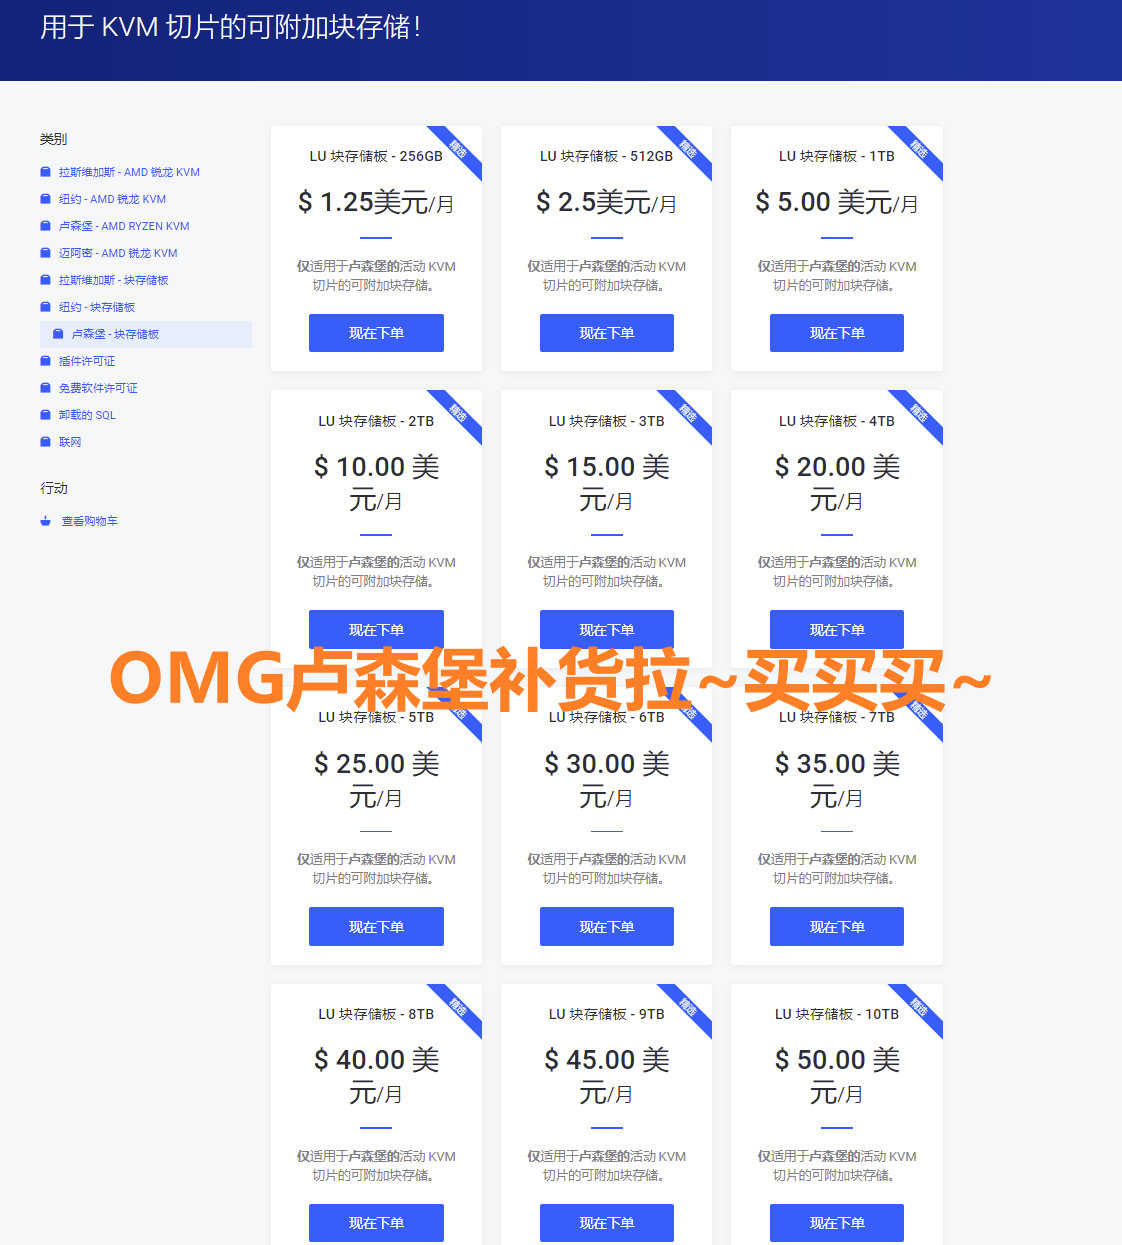 用于 KVM 切片的可附加块存储！
类别
拉斯维加斯 - AMD 锐龙 KVM
纽约 - AMD 锐龙 KVM
卢森堡 - AMD RYZEN KVM
迈阿密 - AMD 锐龙 KVM
拉斯维加斯 - 块存储板
纽约 - 块存储板
卢森堡 - 块存储板
插件许可证
免费软件许可证
卸载的 SQL
联网
行动
查看购物车
精选
LU 块存储板 - 256GB
$ 1.25美元/月
仅适用于卢森堡的活动 KVM
切片的可附加块存储。
现在下单
精选
LU 块存储板 - 512GB
$ 2.5美元/月
仅适用于卢森堡的活动 KVM
切片的可附加块存储。
现在下单
精选
LU 块存储板 - 1TB
$ 5.00 美元/月
仅适用于卢森堡的活动 KVM
切片的可附加块存储。
现在下单
精选
LU 块存储板 - 2TB
$ 10.00 美
元/月
仅适用于卢森堡的活动 KVM
切片的可附加块存储。
现在下单
精选
LU 块存储板 - 3TB
$ 15.00 美
元/月
仅适用于卢森堡的活动 KVM
切片的可附加块存储。
现在下单
精选
LU 块存储板 - 4TB
$ 20.00 美
元/月
仅适用于卢森堡的活动 KVM
切片的可附加块存储。
现在下单
OMG卢森堡补货拉~买买买~
LU 块存储板 - 5TB
$ 25.00 美
元/月
仅适用于卢森堡的活动 KVM
切片的可附加块存储。
现在下单
LU 块存储板 - 6TB
$ 30.00 美
元/月
仅适用于卢森堡的活动 KVM
切片的可附加块存储。
现在下单
精选
LU 块存储板 - 7TB
$ 35.00 美
元/月
仅适用于卢森堡的活动 KVM
切片的可附加块存储。
现在下单
精选
LU 块存储板 - 8TB
$ 40.00 美
元/月
仅适用于卢森堡的活动 KVM
切片的可附加块存储。
现在下单
精选
LU 块存储板 - 9TB
$ 45.00 美
元/月
仅适用于卢森堡的活动 KVM
切片的可附加块存储。
现在下单
精选
LU 块存储板 - 10TB
$ 50.00 美
元/月
仅适用于卢森堡的活动 KVM
切片的可附加块存储。
现在下单